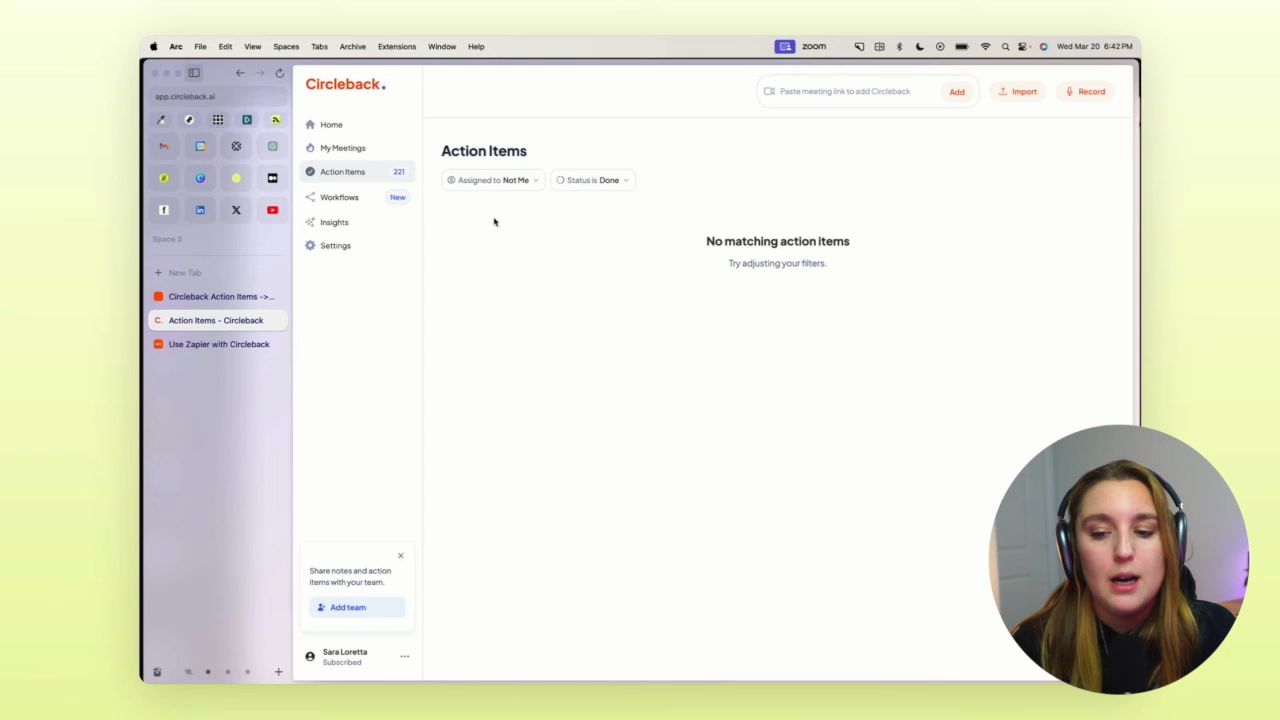 Arc File Edit View Spaces Tabs Archive Extensions Window Help
zoom
Wed Mar 20 6:42 PM
app.circleback.ai
Space 2
New Tab
Circleback Action Items ->...
Action Items - Circleback
Use Zapier with Circleback
Circleback.
Home
My Meetings
Action Items 221
Workflows New
Insights
Settings
Paste meeting link to add Circleback
Add
Import
Record
Action Items
Assigned to Not Me
Status is Done
No matching action items
Try adjusting your filters.
Share notes and action
items with your team.
Add team
Sara Loretta
Subscribed